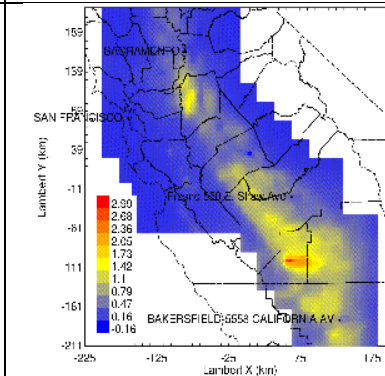 159
SACRAMENTO
139
89
SAN FRANCISCO
39
Lambert Y (km)
-11
Fresno 550 E. Shaw Ave
-61
2.99
2.68
2.36
2.05
1.73
1.42
1.1
0.79
0.47
0.16
-0.16
-111
-161
BAKERSFIELD 5558 CALIFORNIA AV
-211
-225 -125 -25 75 175
Lambert X (km)